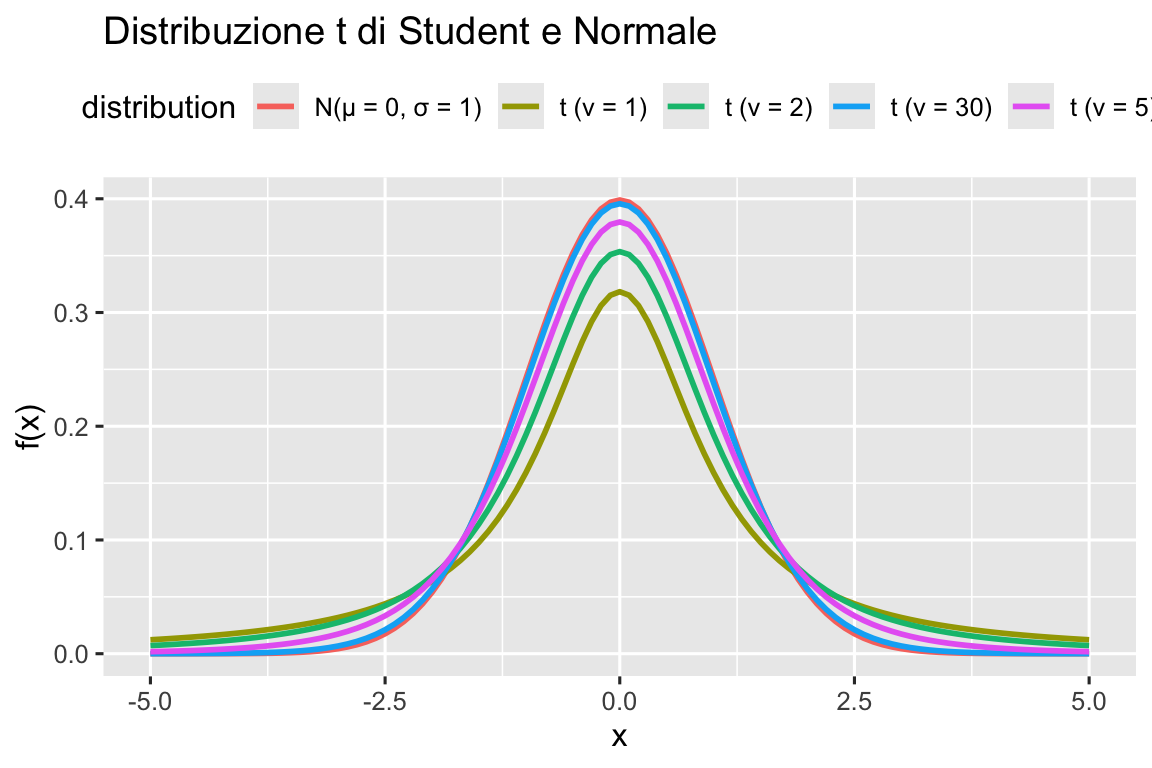 Distribuzione t di Student e Normale
distribution N(μ = 0, σ = 1) t (ν = 1) t (ν = 2) t (ν = 30) t (ν = 5)
f(x)
0.4
0.3
0.2
0.1
0.0
-5.0 -2.5 0.0 2.5 5.0
x